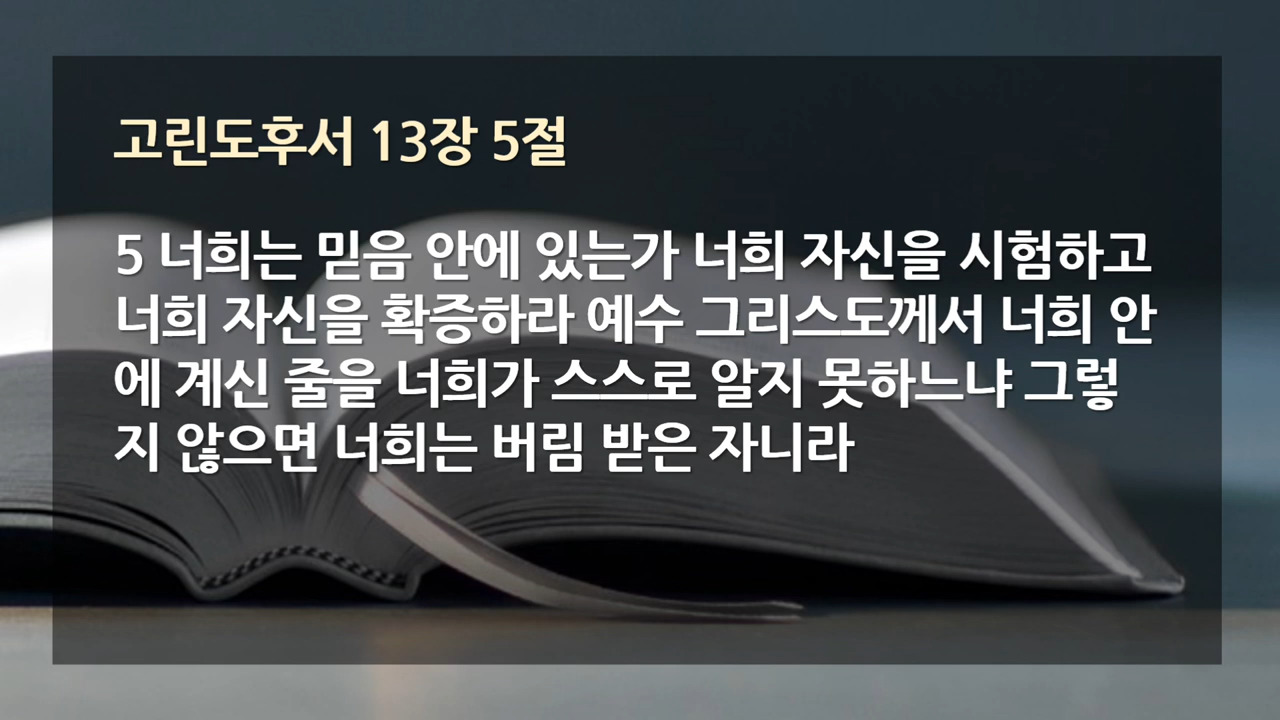 고린도후서 13장 5절
5 너희는 믿음 안에 있는가 너희 자신을 시험하고
너희 자신을 확증하라 예수 그리스도께서 너희 안
에 계신 줄을 너희가 스스로 알지 못하느냐 그렇
지 않으면 너희는 버림 받은 자니라